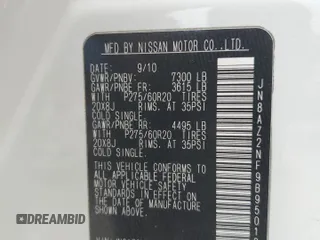 MFD BY NISSAN MOTOR CO.,LTD.
DATE: 9/10
GVWR/PNBV: 7300 LB
GAWR/PNBE FR: 3615 LB
WITH P275/60R20 TIRES
20X8J RIMS AT 35PSI
COLD SINGLE.
GAWR/PNBE RR: 4495 LB
WITH P275/60R20 TIRES
20X8J RIMS AT 35PSI
COLD SINGLE.
THIS VEHICLE CONFORMS TO
ALL APPLICABLE FEDERAL
MOTOR VEHICLE SAFETY
STANDARDS IN EFFECT ON THE
DATE OF MANUFACTURE SHOWN
ABOVE.
JN8AZ2NF9B9501
DREAMBID
dreambid.com